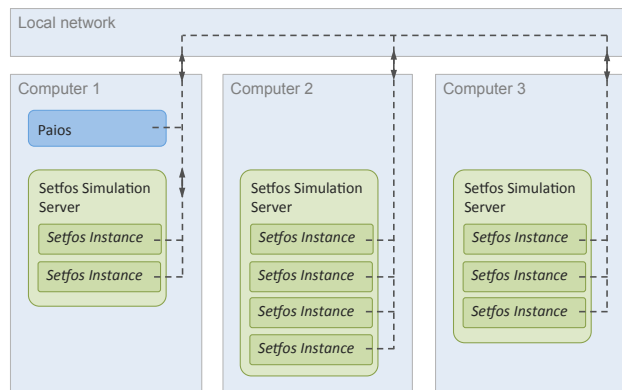 Local network
Computer 1
Paios
Setfos Simulation
Server
Setfos Instance
Setfos Instance
Computer 2
Setfos Simulation
Server
Setfos Instance
Setfos Instance
Setfos Instance
Setfos Instance
Computer 3
Setfos Simulation
Server
Setfos Instance
Setfos Instance
Setfos Instance